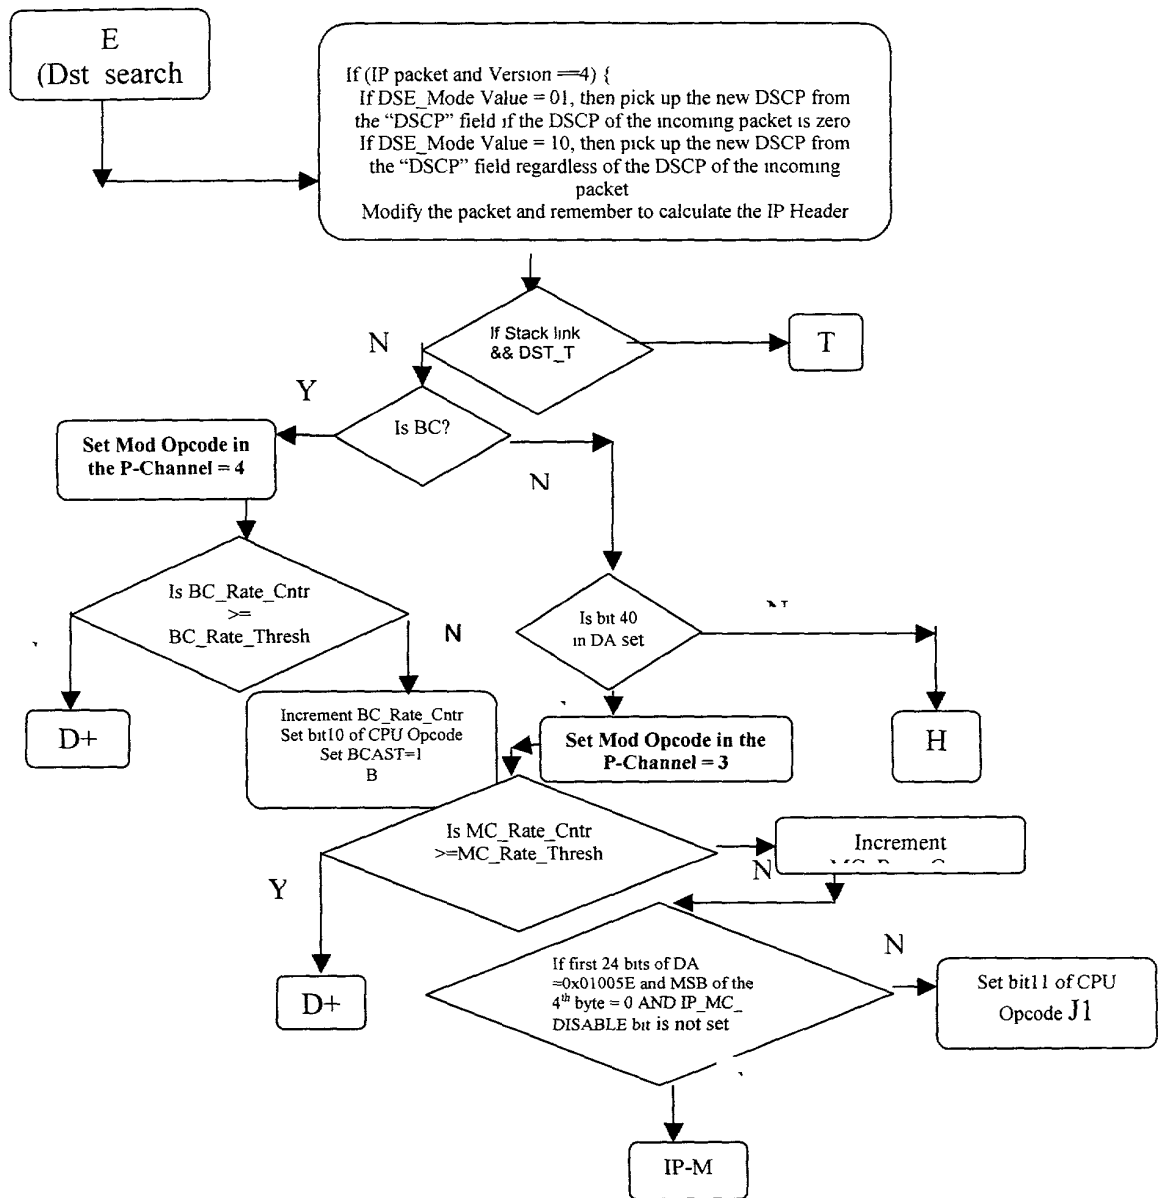 E
(Dst search
If (IP packet and Version ==4) {
If DSE_Mode Value = 01, then pick up the new DSCP from
the “DSCP” field if the DSCP of the incoming packet is zero
If DSE_Mode Value = 10, then pick up the new DSCP from
the “DSCP” field regardless of the DSCP of the incoming
packet
Modify the packet and remember to calculate the IP Header
If Stack link
&& DST_T
T
N
Y
Is BC?
Set Mod Opcode in
the P-Channel = 4
N
Is BC_Rate_Cntr
>=
BC_Rate_Thresh
N
Is bit 40
in DA set
N
D+
Increment BC_Rate_Cntr
Set bit10 of CPU Opcode
Set BCAST=1
B
Set Mod Opcode in the
P-Channel = 3
H
Is MC_Rate_Cntr
>=MC_Rate_Thresh
Increment
N
Y
D+
If first 24 bits of DA
=0x01005E and MSB of the
4th byte = 0 AND IP_MC_
DISABLE bit is not set
N
Set bit11 of CPU
Opcode J1
IP-M